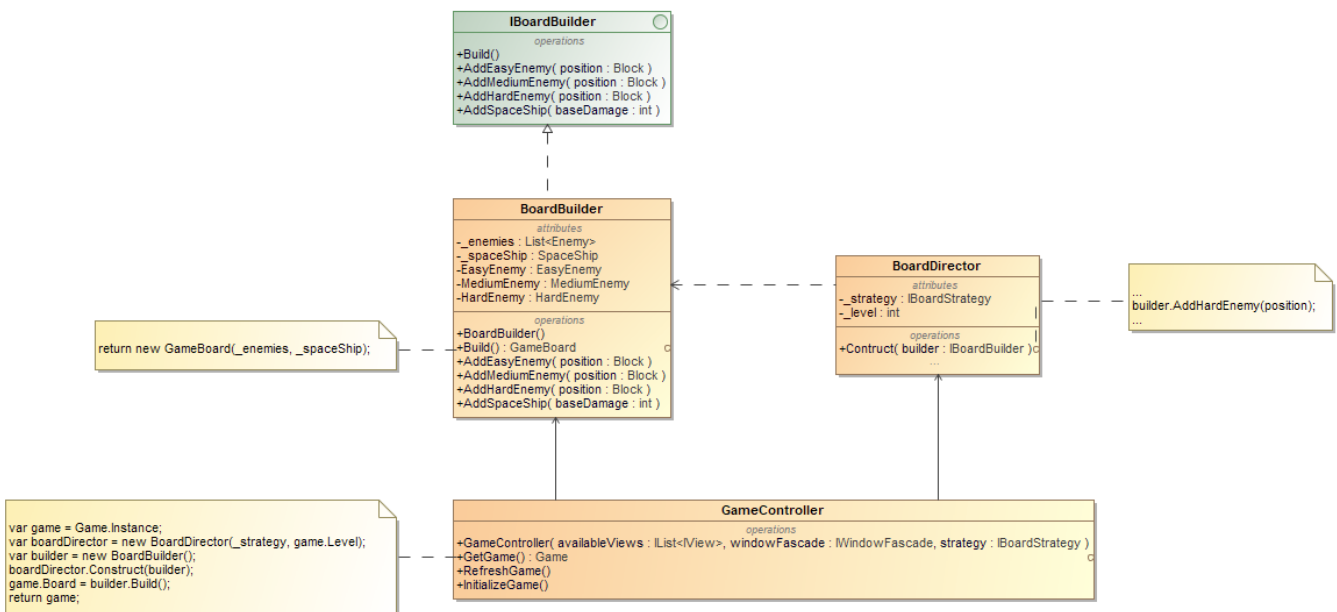 IBoardBuilder
operations
+Build()
+AddEasyEnemy( position : Block )
+AddMediumEnemy( position : Block )
+AddHardEnemy( position : Block )
+AddSpaceShip( baseDamage : int )
BoardBuilder
attributes
-_enemies : List<Enemy>
-_spaceShip : SpaceShip
-EasyEnemy : EasyEnemy
-MediumEnemy : MediumEnemy
-HardEnemy : HardEnemy
operations
+BoardBuilder()
+Build() : GameBoard
+AddEasyEnemy( position : Block )
+AddMediumEnemy( position : Block )
+AddHardEnemy( position : Block )
+AddSpaceShip( baseDamage : int )
return new GameBoard(_enemies, _spaceShip);
BoardDirector
attributes
-_strategy : IBoardStrategy
-_level : int
operations
+Contruct( builder : IBoardBuilder )
...
...
builder.AddHardEnemy(position);
...
var game = Game.Instance;
var boardDirector = new BoardDirector(_strategy, game.Level);
var builder = new BoardBuilder();
boardDirector.Construct(builder);
game.Board = builder.Build();
return game;
GameController
operations
+GameController( availableViews : IList<IView>, windowFascade : IWindowFascade, strategy : IBoardStrategy )
+GetGame() : Game
+RefreshGame()
+InitializeGame()